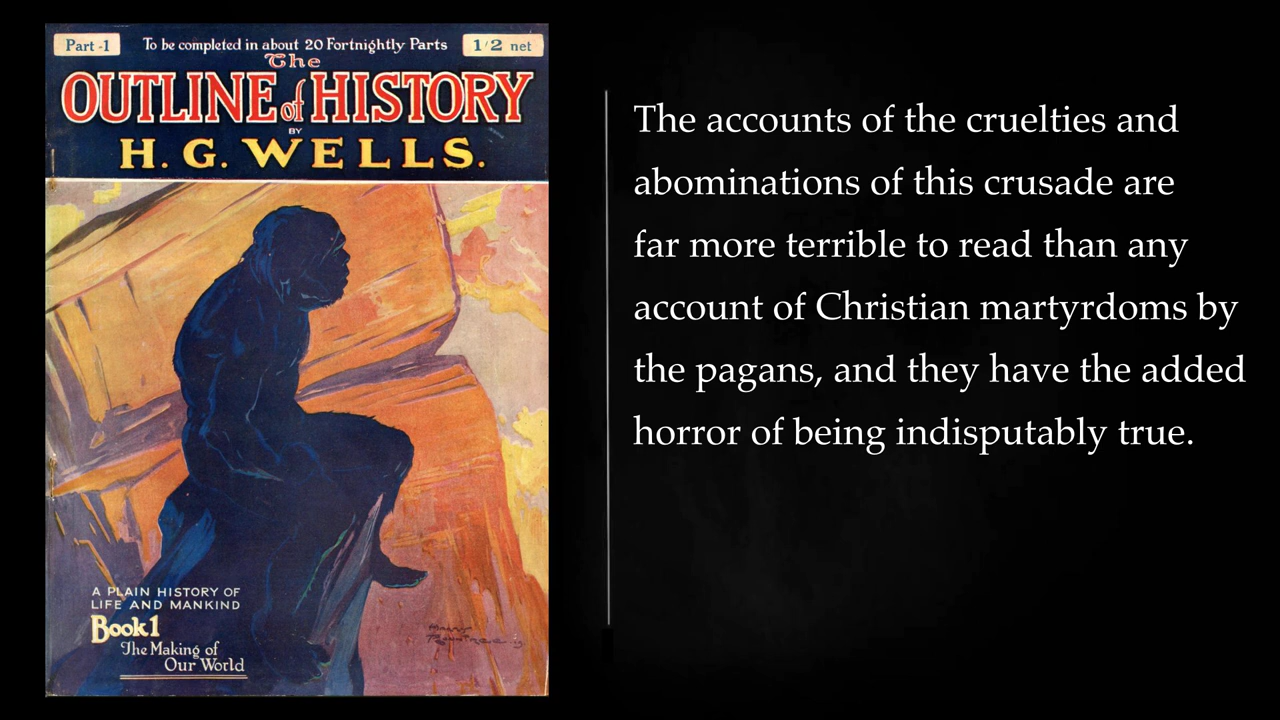 Part -1
To be completed in about 20 Fortnightly Parts
1/2 net
The
OUTLINE of HISTORY
BY
H. G. WELLS.
A PLAIN HISTORY OF
LIFE AND MANKIND
Book 1
The Making of
Our World
The accounts of the cruelties and
abominations of this crusade are
far more terrible to read than any
account of Christian martyrdoms by
the pagans, and they have the added
horror of being indisputably true.